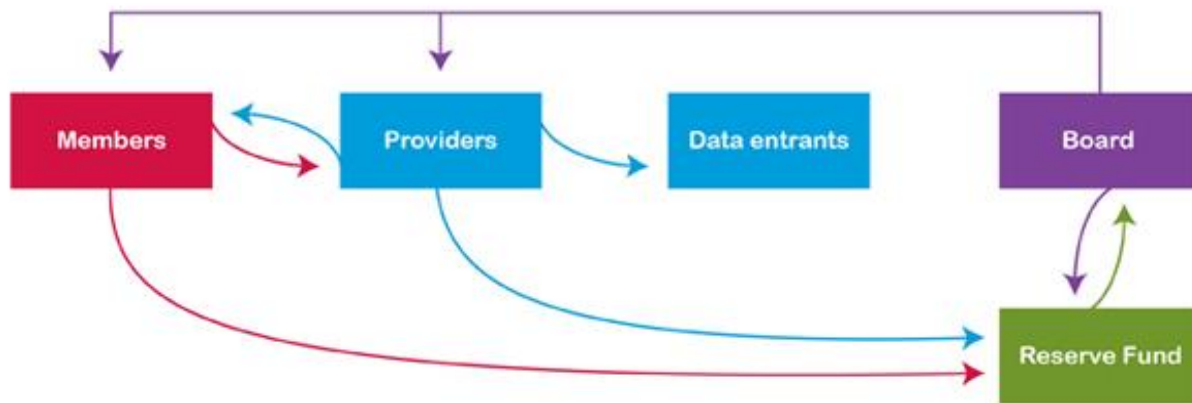 Members
Providers
Data entrants
Board
Reserve Fund